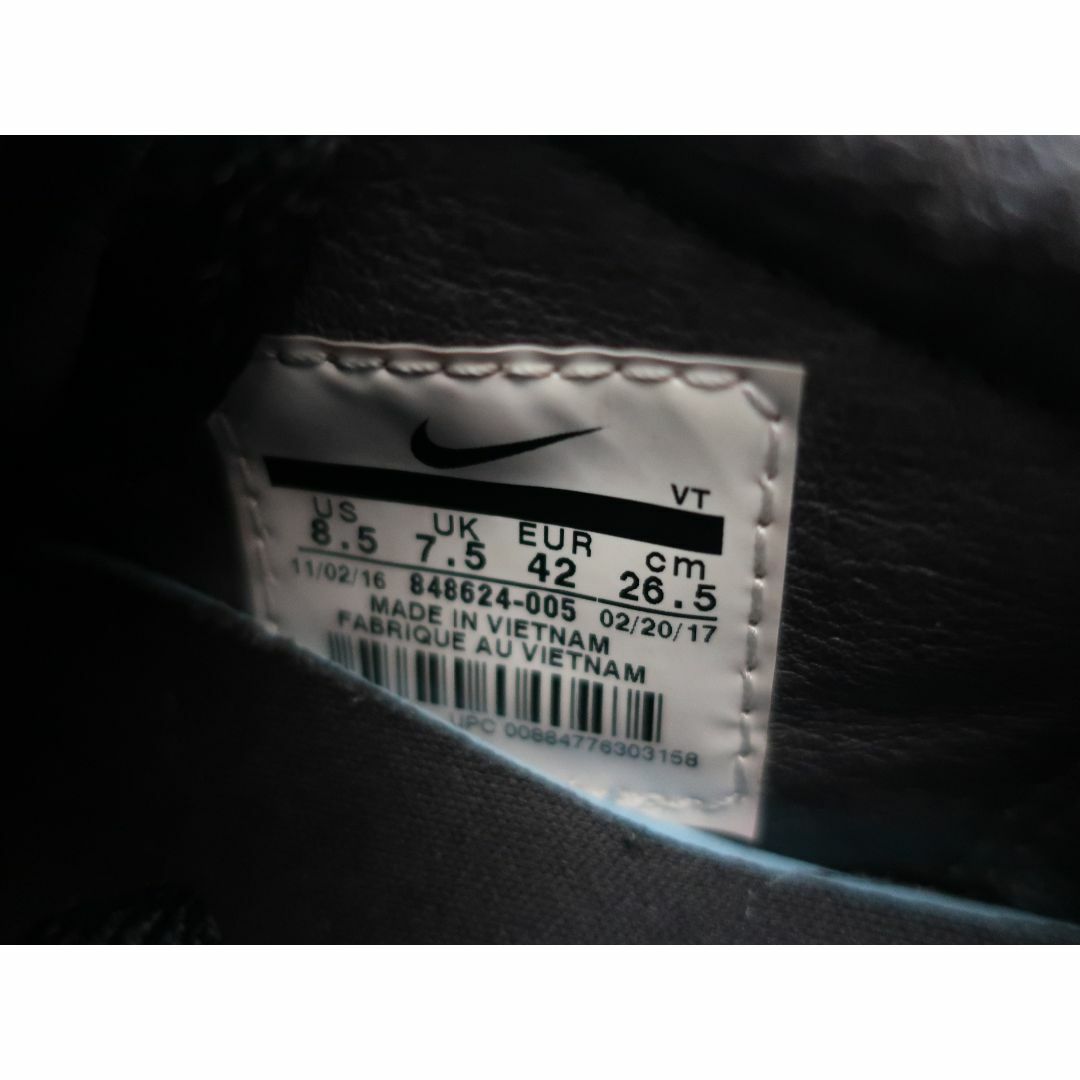 VT
US UK EUR cm
8.5 7.5 42 26.5
11/02/16 848624-005 02/20/17
MADE IN VIETNAM
FABRIQUE AU VIETNAM
UPC 00884776303158